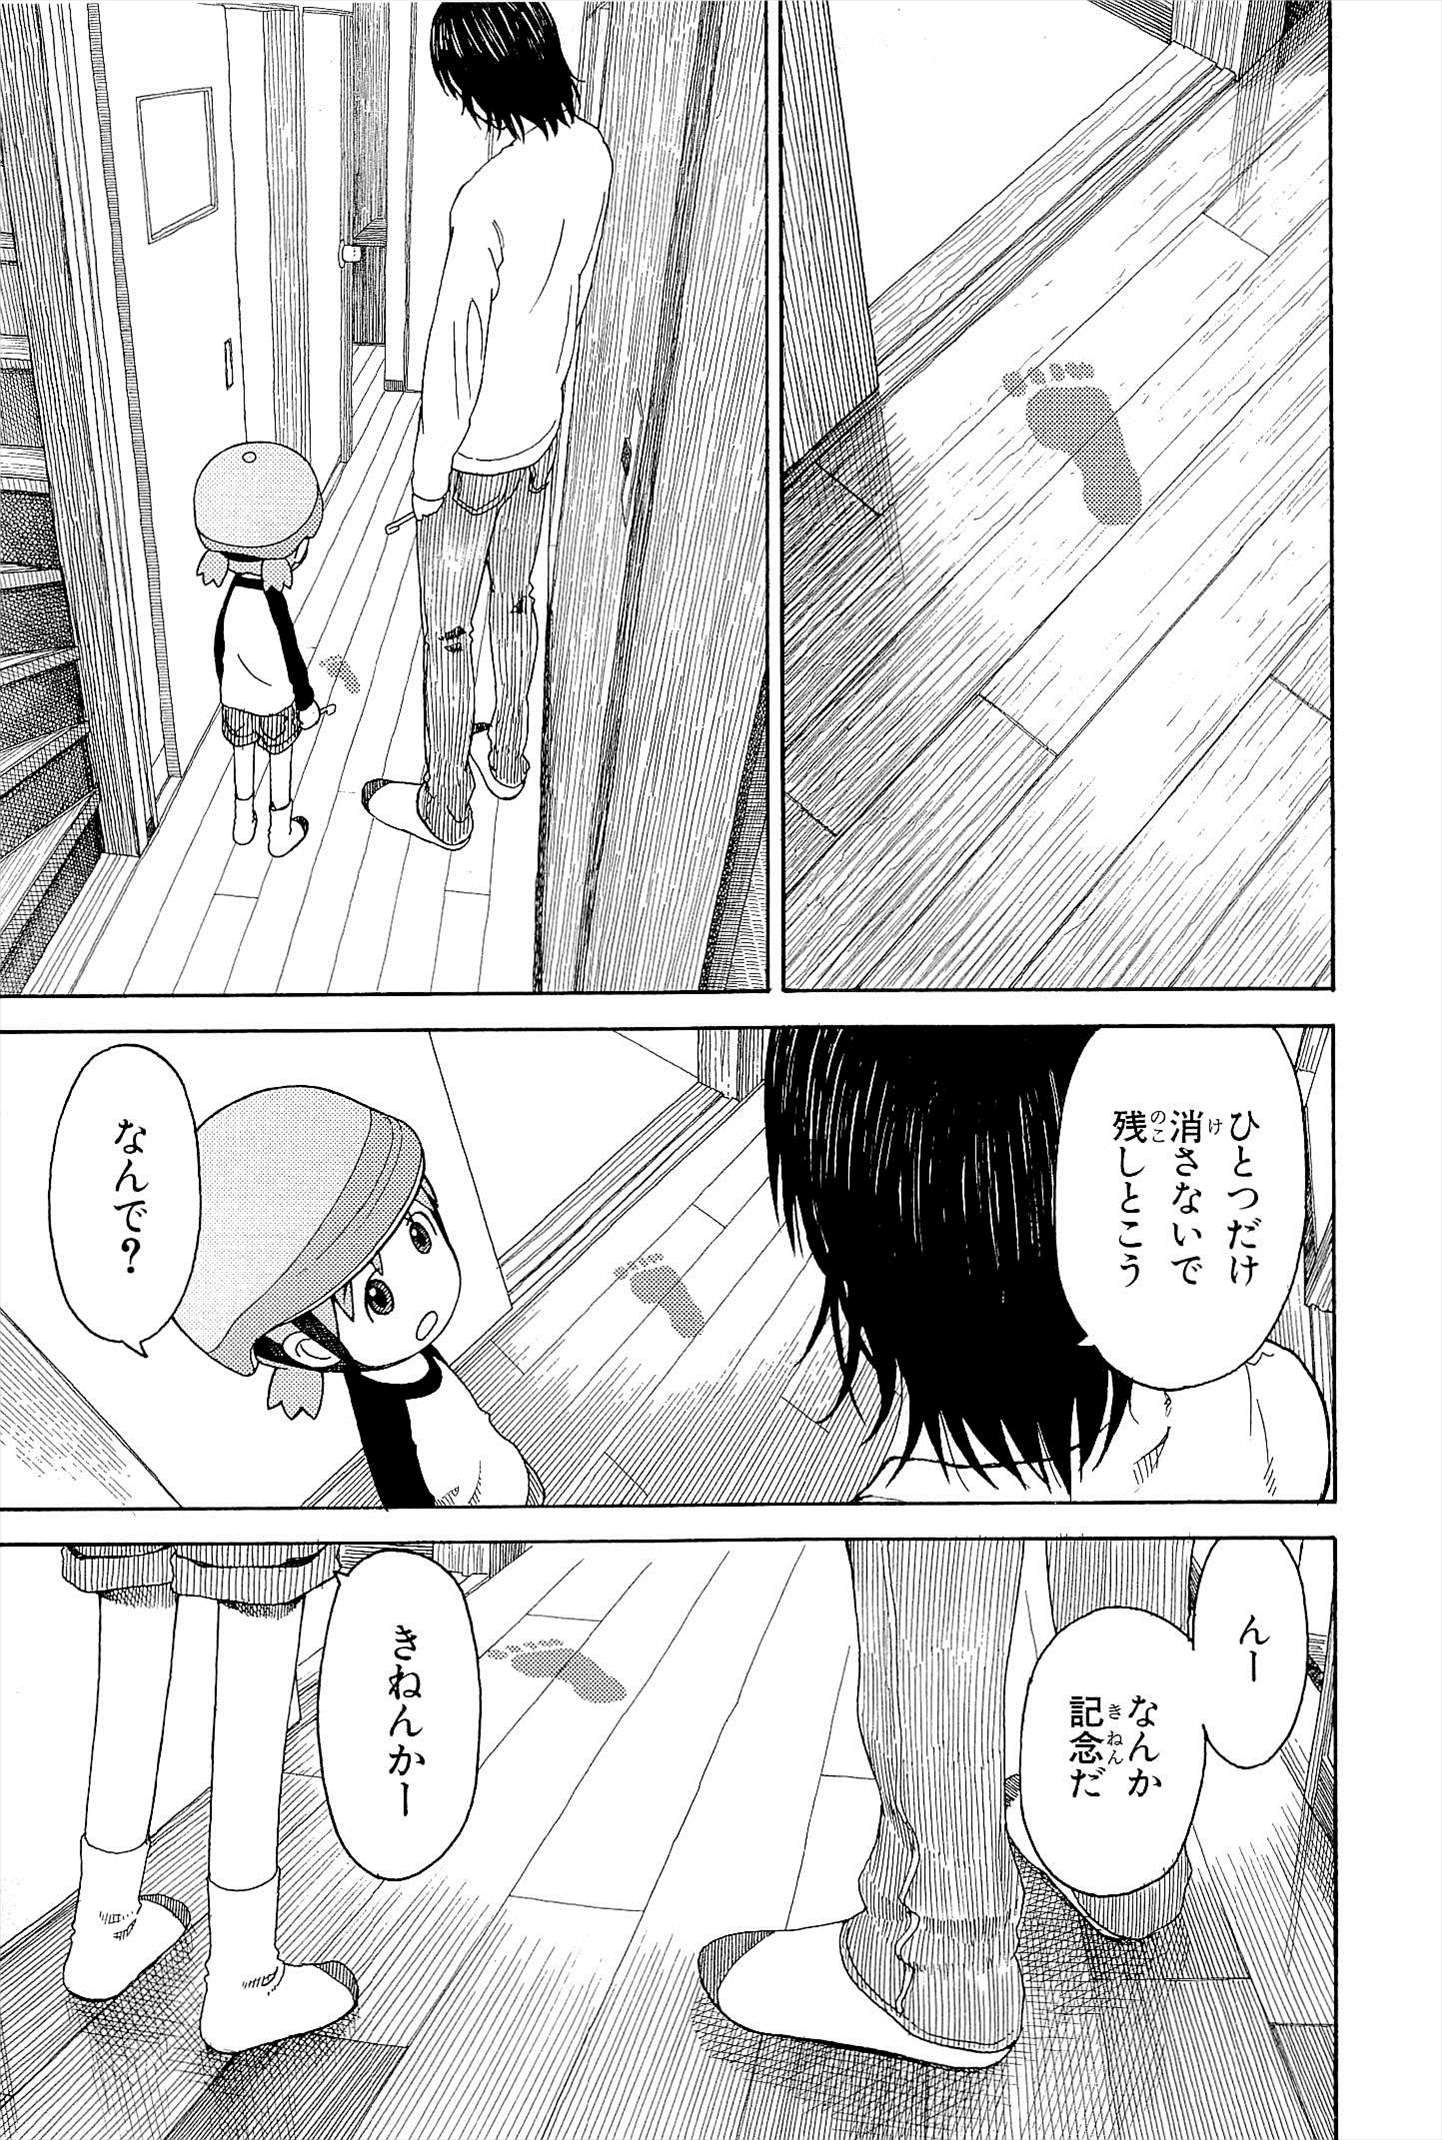 ひとつだけ
消さないで
残しとこう
なんで？
んー
なんか
記念だ
きねんかー